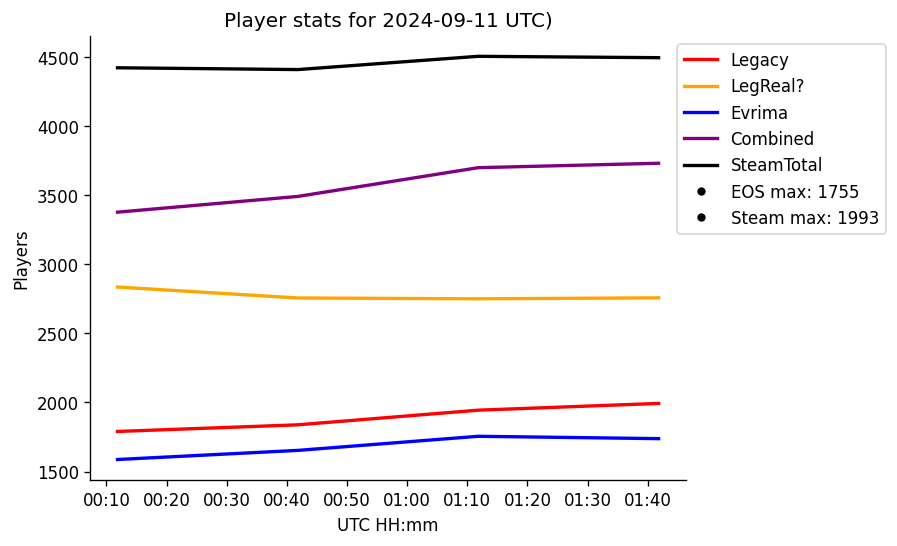 Player stats for 2024-09-11 UTC)
4500
4000
3500
3000
2500
2000
1500
Players
00:10 00:20 00:30 00:40 00:50 01:00 01:10 01:20 01:30 01:40
UTC HH:mm
Legacy
LegReal?
Evrima
Combined
SteamTotal
EOS max: 1755
Steam max: 1993